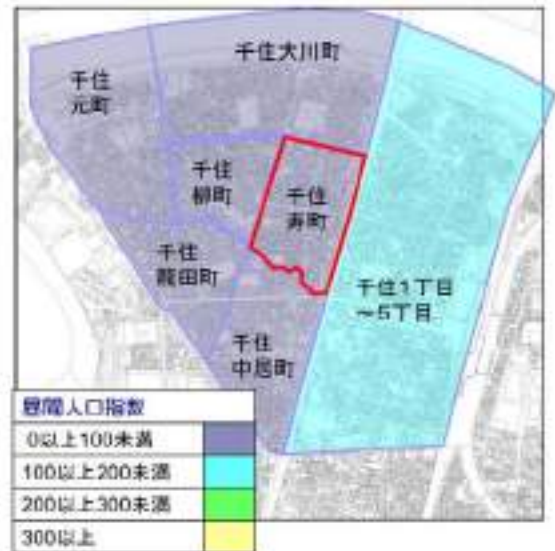 千住大川町
千住
元町
千住
柳町
千住
寿町
千住
龍田町
千住1丁目
～5丁目
千住
中居町
昼間人口指数
0以上100未満
100以上200未満
200以上300未満
300以上